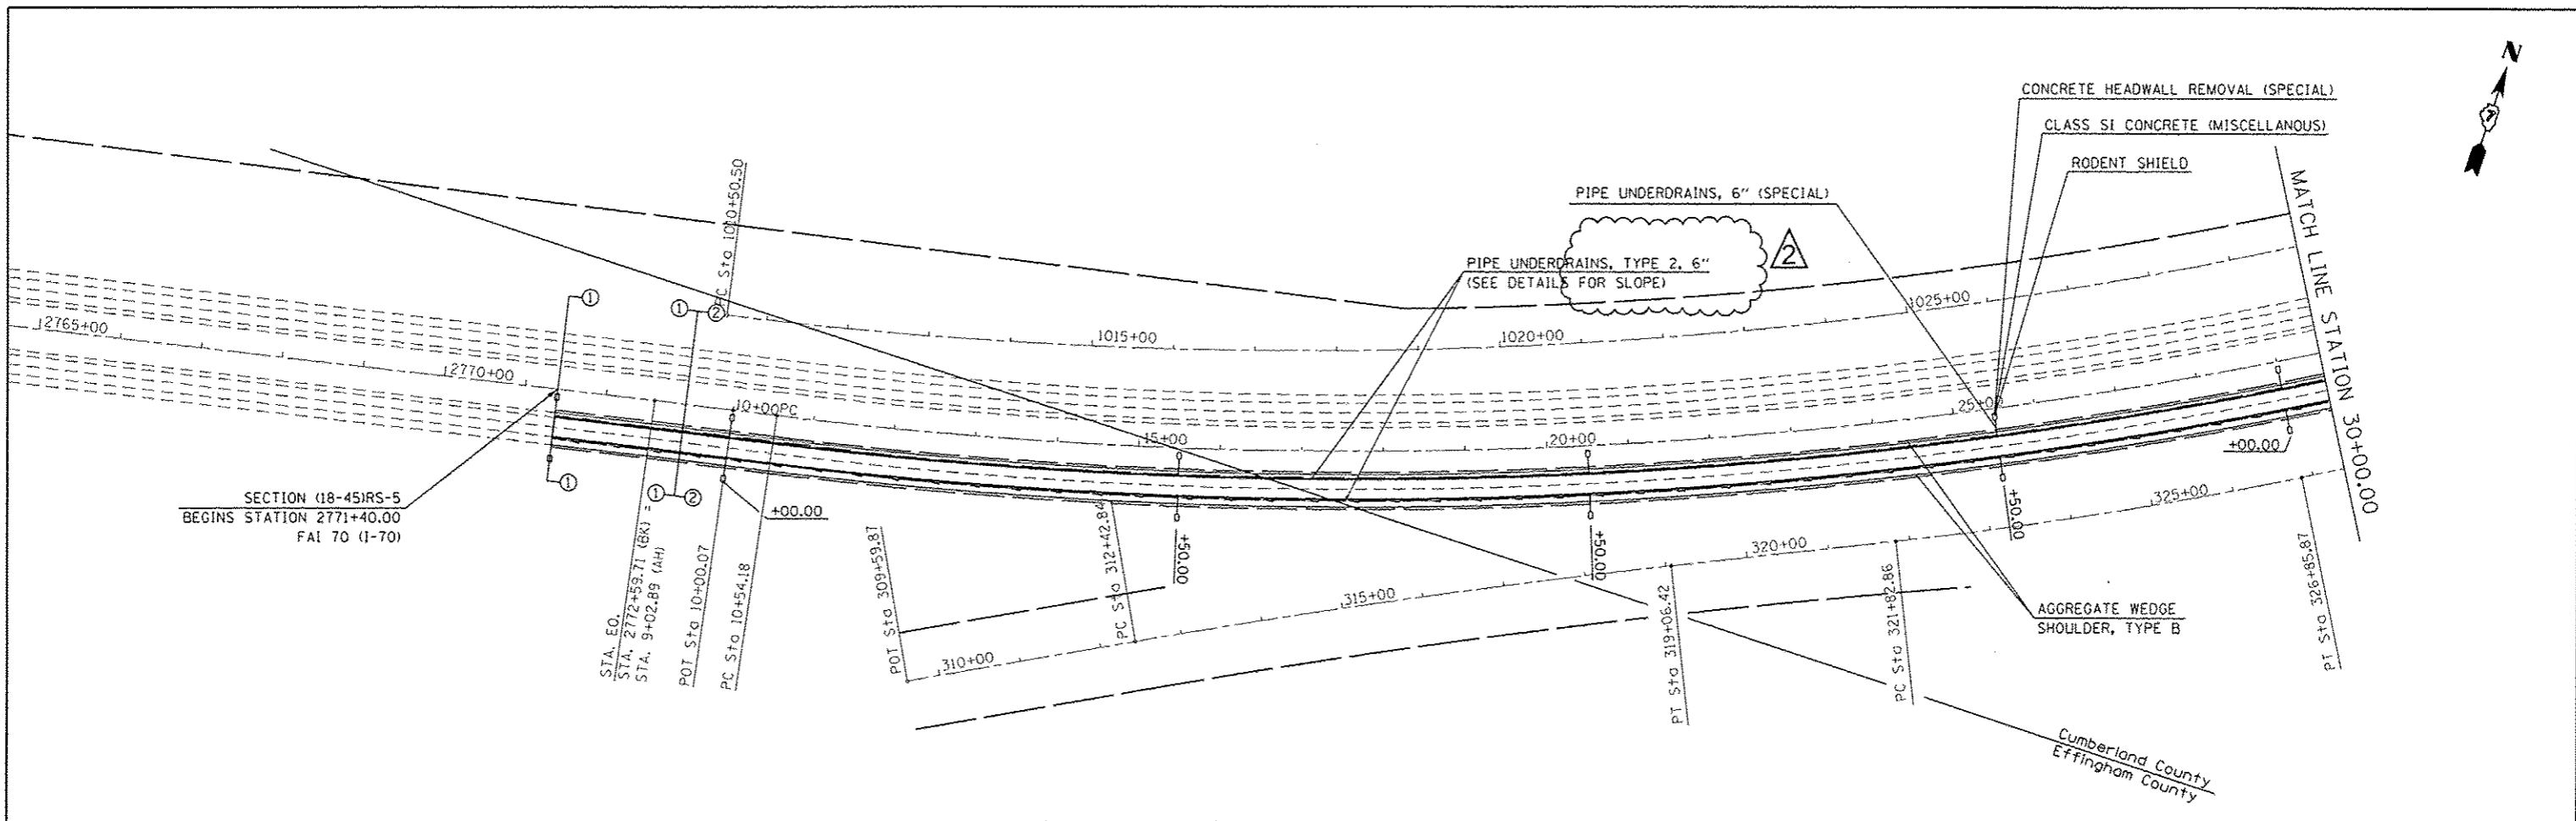 N
7
CONCRETE HEADWALL REMOVAL (SPECIAL)
CLASS SI CONCRETE (MISCELLANOUS)
RODENT SHIELD
MATCH LINE STATION 30+00.00
PIPE UNDERDRAINS, 6" (SPECIAL)
2
PIPE UNDERDRAINS, TYPE 2, 6"
(SEE DETAILS FOR SLOPE)
PC Sta 1010+50.50
1015+00
1020+00
1025+00
2765+00
2770+00
1
1
2
1
1
2
10+00PC
15+00
20+00
25+00
+00.00
+50.00
+50.00
+50.00
+00.00
SECTION (18-45)RS-5
BEGINS STATION 2771+40.00
FAI 70 (I-70)
STA. EQ.
STA. 2772+59.71 (BK) =
STA. 9+02.89 (AH)
POT Sta 10+00.07
PC Sta 10+54.18
POT Sta 309+59.87
PC Sta 312+42.84
310+00
315+00
320+00
325+00
PT Sta 319+06.42
PC Sta 321+82.86
PT Sta 326+85.87
AGGREGATE WEDGE
SHOULDER, TYPE B
Cumberland County
Effingham County